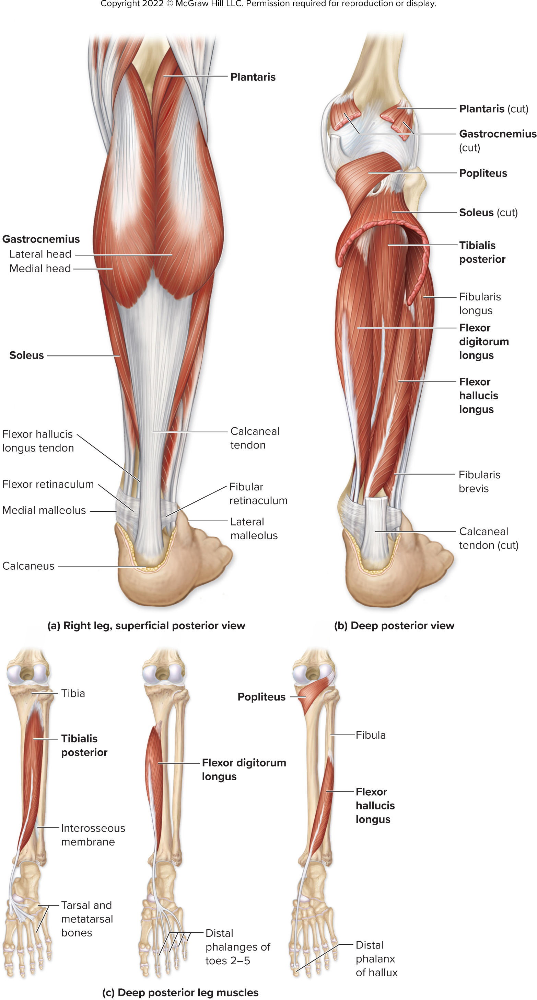 Copyright 2022 © McGraw Hill LLC. Permission required for reproduction or display.
Plantaris
Gastrocnemius
Lateral head
Medial head
Soleus
Flexor hallucis
longus tendon
Flexor retinaculum
Medial malleolus
Calcaneus
Calcaneal
tendon
Fibular
retinaculum
Lateral
malleolus
(a) Right leg, superficial posterior view
Plantaris (cut)
Gastrocnemius
(cut)
Popliteus
Soleus (cut)
Tibialis
posterior
Fibularis
longus
Flexor
digitorum
longus
Flexor
hallucis
longus
Fibularis
brevis
Calcaneal
tendon (cut)
(b) Deep posterior view
Tibia
Tibialis
posterior
Interosseous
membrane
Tarsal and
metatarsal
bones
Flexor digitorum
longus
Distal
phalanges of
toes 2–5
Popliteus
Fibula
Flexor
hallucis
longus
Distal
phalanx
of hallux
(c) Deep posterior leg muscles